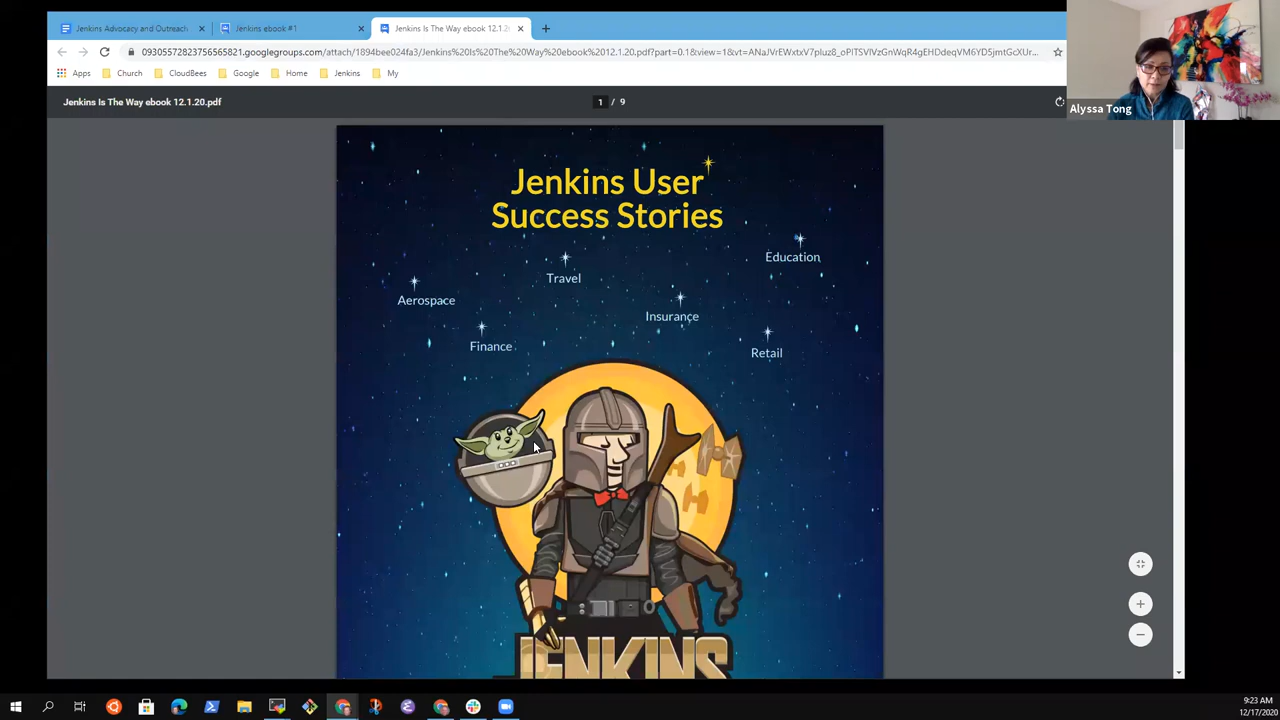 Jenkins Advocacy and Outreach
Jenkins ebook #1
Jenkins Is The Way ebook 12.1.2
Alyssa Tong
Apps
Church
CloudBees
Google
Home
Jenkins
My
Jenkins Is The Way ebook 12.1.20.pdf
1 / 9
Jenkins User
Success Stories
Education
Travel
Aerospace
Insurance
Finance
Retail
JENKINS
9:23 AM
12/17/2020